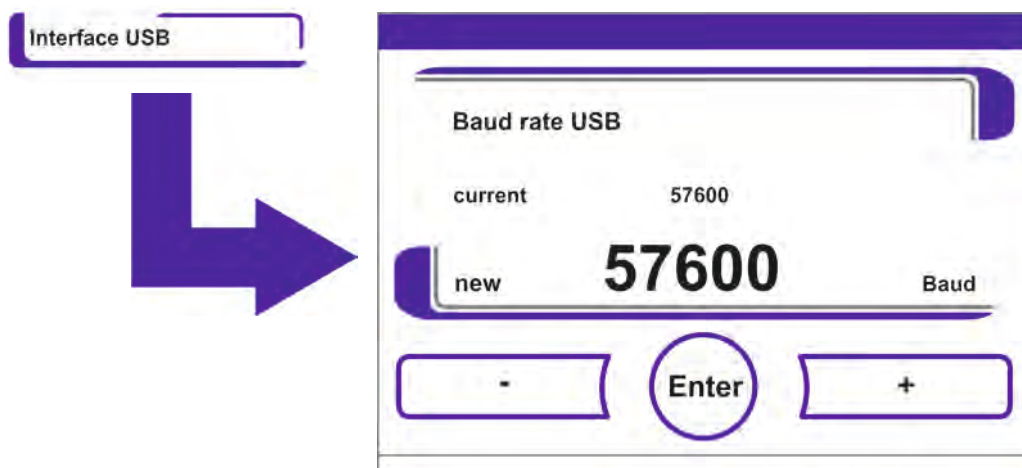 Interface USB
Baud rate USB
current 57600
new 57600 Baud
- Enter +